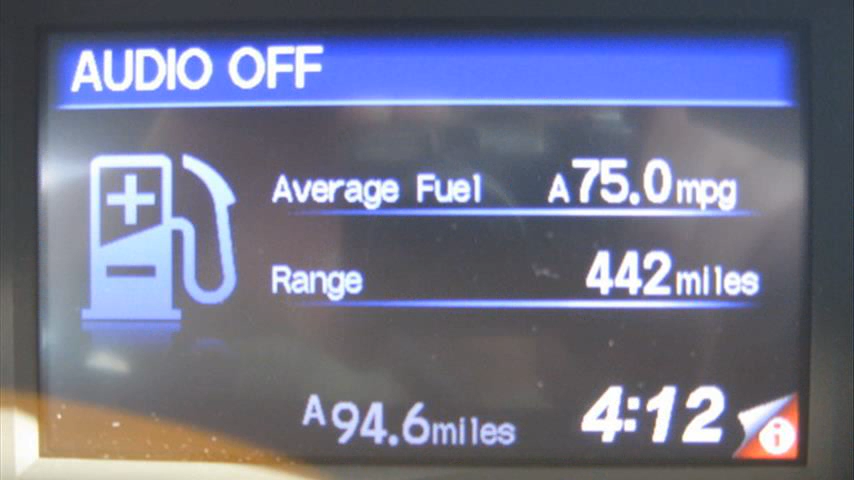 AUDIO OFF
Average Fuel A75.0mpg
Range 442miles
A94.6miles 4:12 i